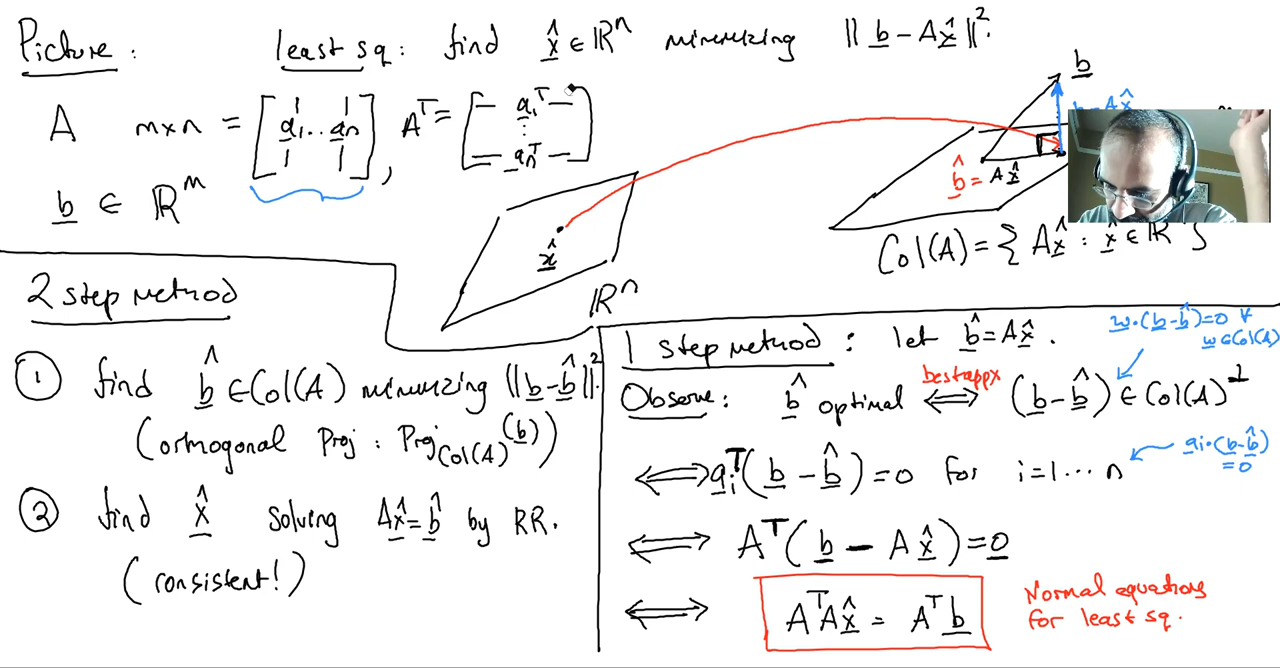 Picture: least sq: find x̂ ∈ ℝⁿ minimizing ‖b - Ax̂‖².
A m×n = [a₁ .. aₙ], Aᵀ = [— a₁ᵀ — ⋮ — aₙᵀ —]
b ∈ ℝᵐ
x̂
ℝⁿ
b
b - Ax̂
b̂ = Ax̂
Col(A) = { Ax̂ : x̂ ∈ ℝⁿ }
2 step method
① find b̂ ∈ Col(A) minimizing ‖b - b̂‖².
(orthogonal Proj : Proj_Col(A) (b))
② find x̂ solving Ax̂ = b̂ by RR.
(consistent!)
1 step method : let b̂ = Ax̂.
w·(b - b̂) = 0 ∀
w ∈ Col(A)
Observe: b̂ optimal ⟺ best appx (b - b̂) ∈ Col(A)⊥
⟺ aᵢᵀ(b - b̂) = 0 for i = 1 ... n
aᵢ·(b - b̂)
= 0
⟺ Aᵀ(b - Ax̂) = 0
⟺ AᵀAx̂ = Aᵀb
Normal equations
for least sq.